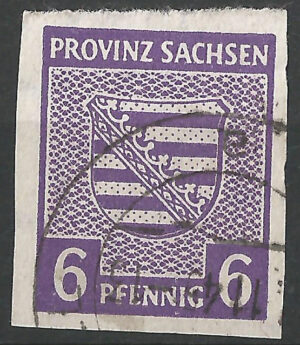 PROVINZ SACHSEN
6 PFENNIG 6